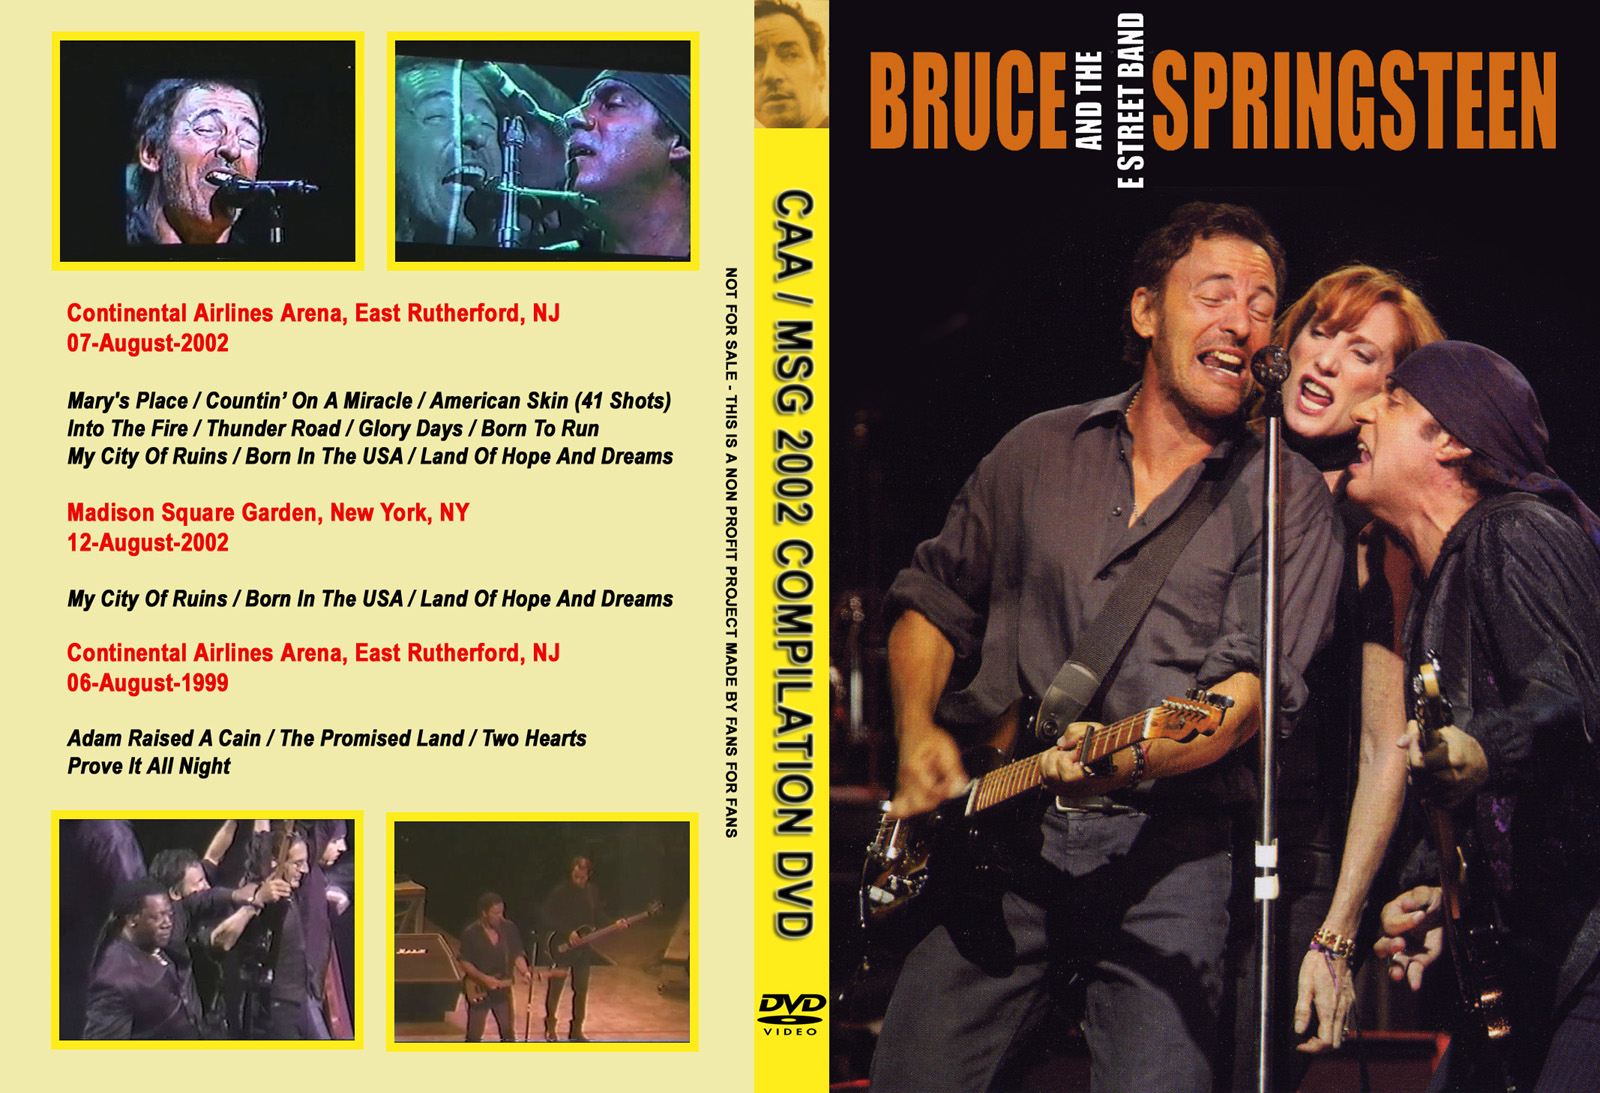 Continental Airlines Arena, East Rutherford, NJ
07-August-2002
Mary's Place / Countin’ On A Miracle / American Skin (41 Shots)
Into The Fire / Thunder Road / Glory Days / Born To Run
My City Of Ruins / Born In The USA / Land Of Hope And Dreams
Madison Square Garden, New York, NY
12-August-2002
My City Of Ruins / Born In The USA / Land Of Hope And Dreams
Continental Airlines Arena, East Rutherford, NJ
06-August-1999
Adam Raised A Cain / The Promised Land / Two Hearts
Prove It All Night
NOT FOR SALE - THIS IS A NON PROFIT PROJECT MADE BY FANS FOR FANS
CAA / MSG 2002 COMPILATION DVD
DVD
VIDEO
BRUCE
AND THE
E STREET BAND
SPRINGSTEEN